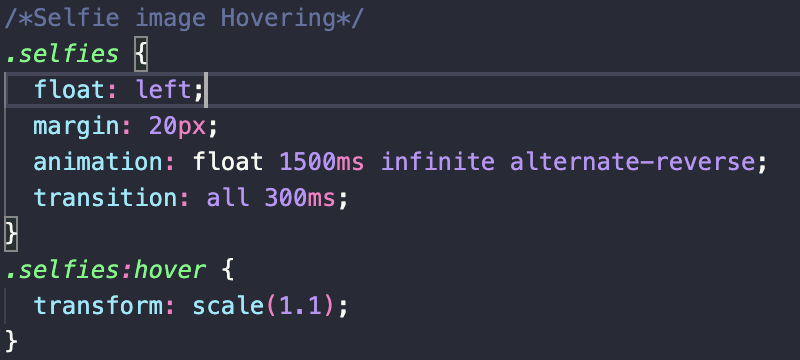 /*Selfie image Hovering*/
.selfies {
  float: left;
  margin: 20px;
  animation: float 1500ms infinite alternate-reverse;
  transition: all 300ms;
}
.selfies:hover {
  transform: scale(1.1);
}